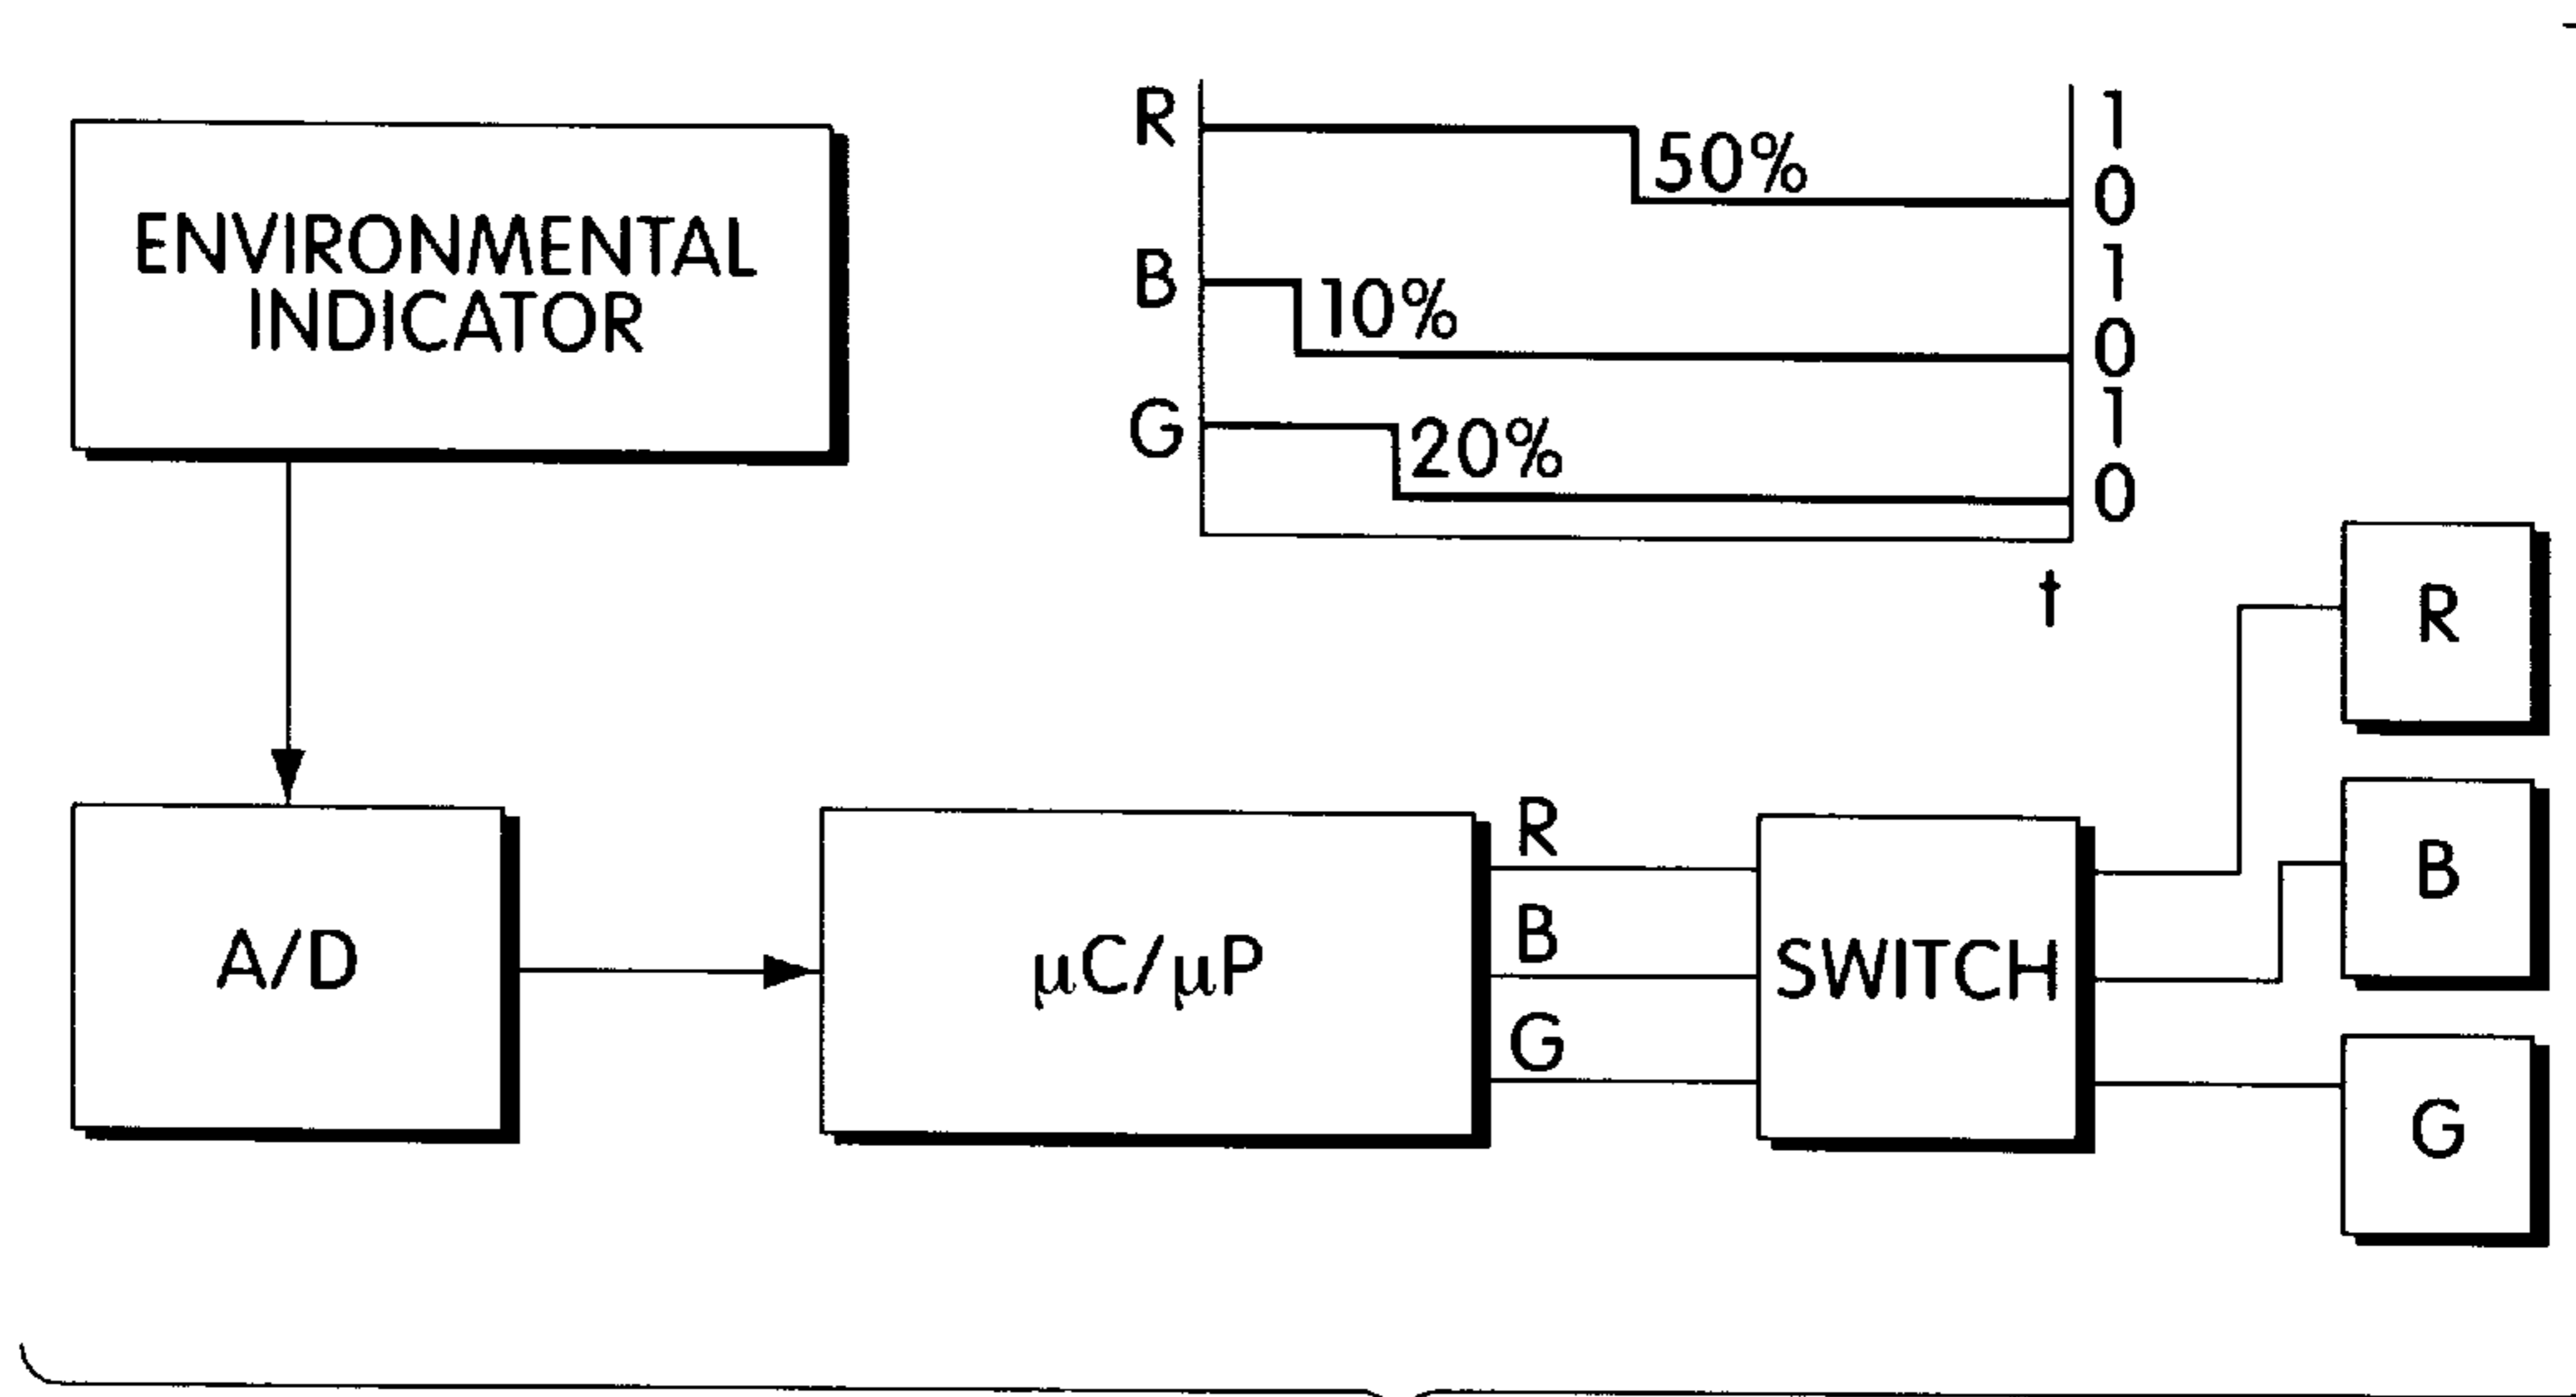 ENVIRONMENTAL
INDICATOR
R
50%
1
0
B
10%
1
0
G
20%
1
0
t
A/D
µC/µP
R
B
G
SWITCH
R
B
G